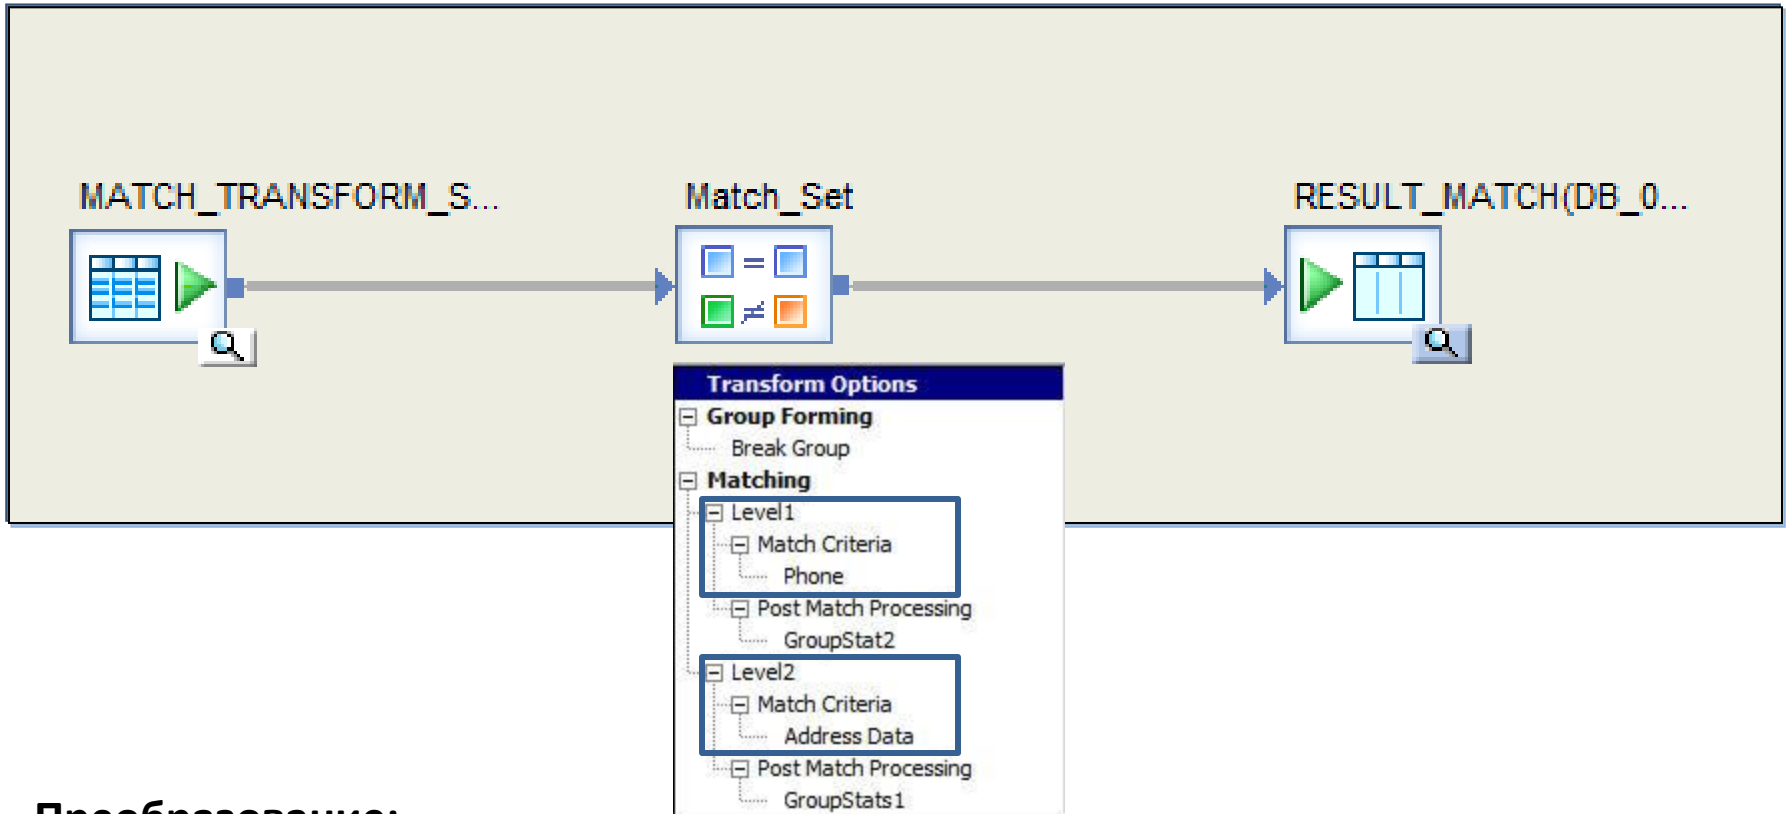 MATCH_TRANSFORM_S...
Match_Set
RESULT_MATCH(DB_0...
Transform Options
Group Forming
Break Group
Matching
Level1
Match Criteria
Phone
Post Match Processing
GroupStat2
Level2
Match Criteria
Address Data
Post Match Processing
GroupStats1
Преобразование: